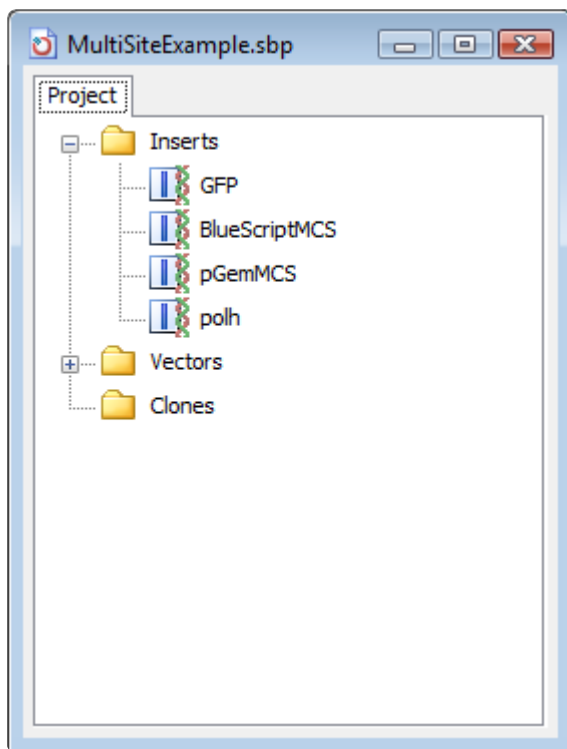 MultiSiteExample.sbp
Project
Inserts
GFP
BlueScriptMCS
pGemMCS
polh
Vectors
Clones